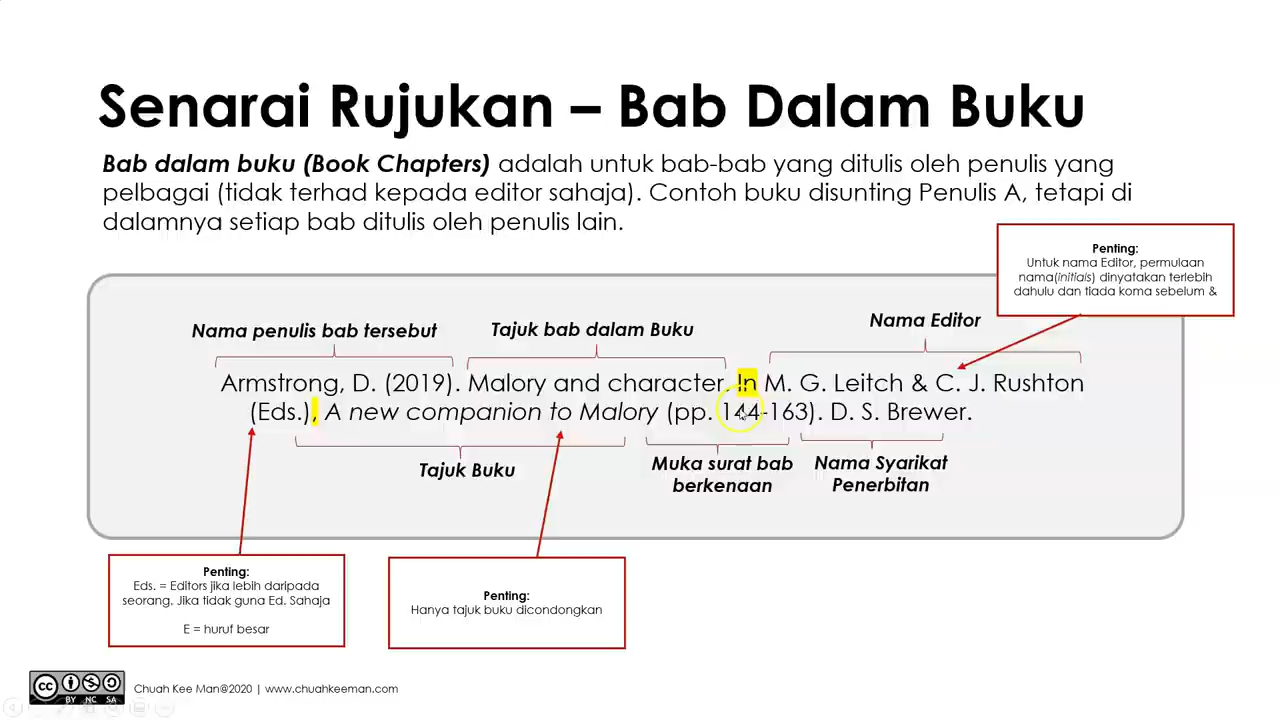 Senarai Rujukan – Bab Dalam Buku
Bab dalam buku (Book Chapters) adalah untuk bab-bab yang ditulis oleh penulis yang
pelbagai (tidak terhad kepada editor sahaja). Contoh buku disunting Penulis A, tetapi di
dalamnya setiap bab ditulis oleh penulis lain.
Penting:
Untuk nama Editor, permulaan
nama(initials) dinyatakan terlebih
dahulu dan tiada koma sebelum &
Nama penulis bab tersebut
Tajuk bab dalam Buku
Nama Editor
Armstrong, D. (2019). Malory and character. In M. G. Leitch & C. J. Rushton
(Eds.), A new companion to Malory (pp. 144-163). D. S. Brewer.
Tajuk Buku
Muka surat bab
berkenaan
Nama Syarikat
Penerbitan
Penting:
Eds. = Editors jika lebih daripada
seorang. Jika tidak guna Ed. Sahaja
E = huruf besar
Penting:
Hanya tajuk buku dicondongkan
cc BY NC SA
Chuah Kee Man@2020 | www.chuahkeeman.com